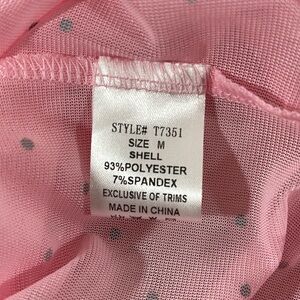 STYLE# T7351
SIZE M
SHELL
93%POLYESTER
7%SPANDEX
EXCLUSIVE OF TRIMS
MADE IN CHINA